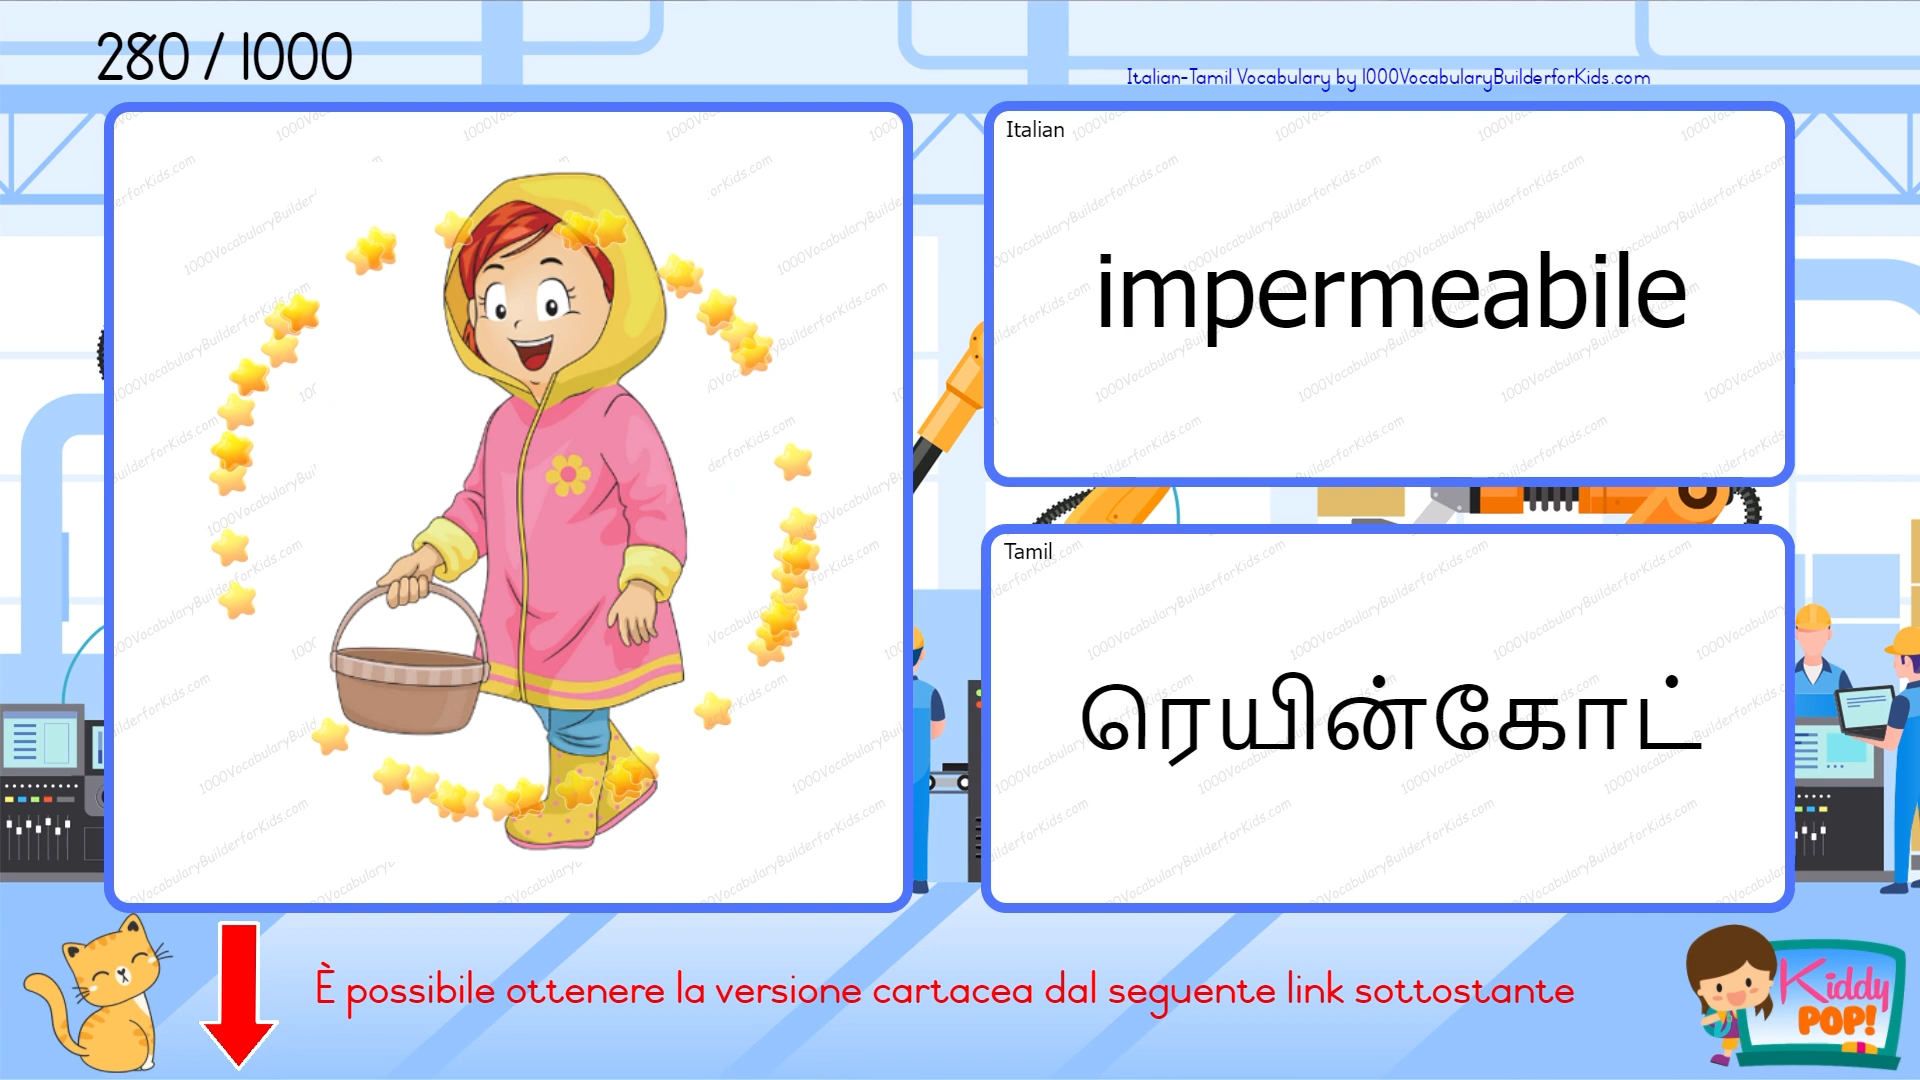 280 / 1000
Italian-Tamil Vocabulary by 1000VocabularyBuilderforKids.com
Italian
impermeabile
Tamil
ரெயின்கோட்
È possibile ottenere la versione cartacea dal seguente link sottostante
Kiddy
POP!